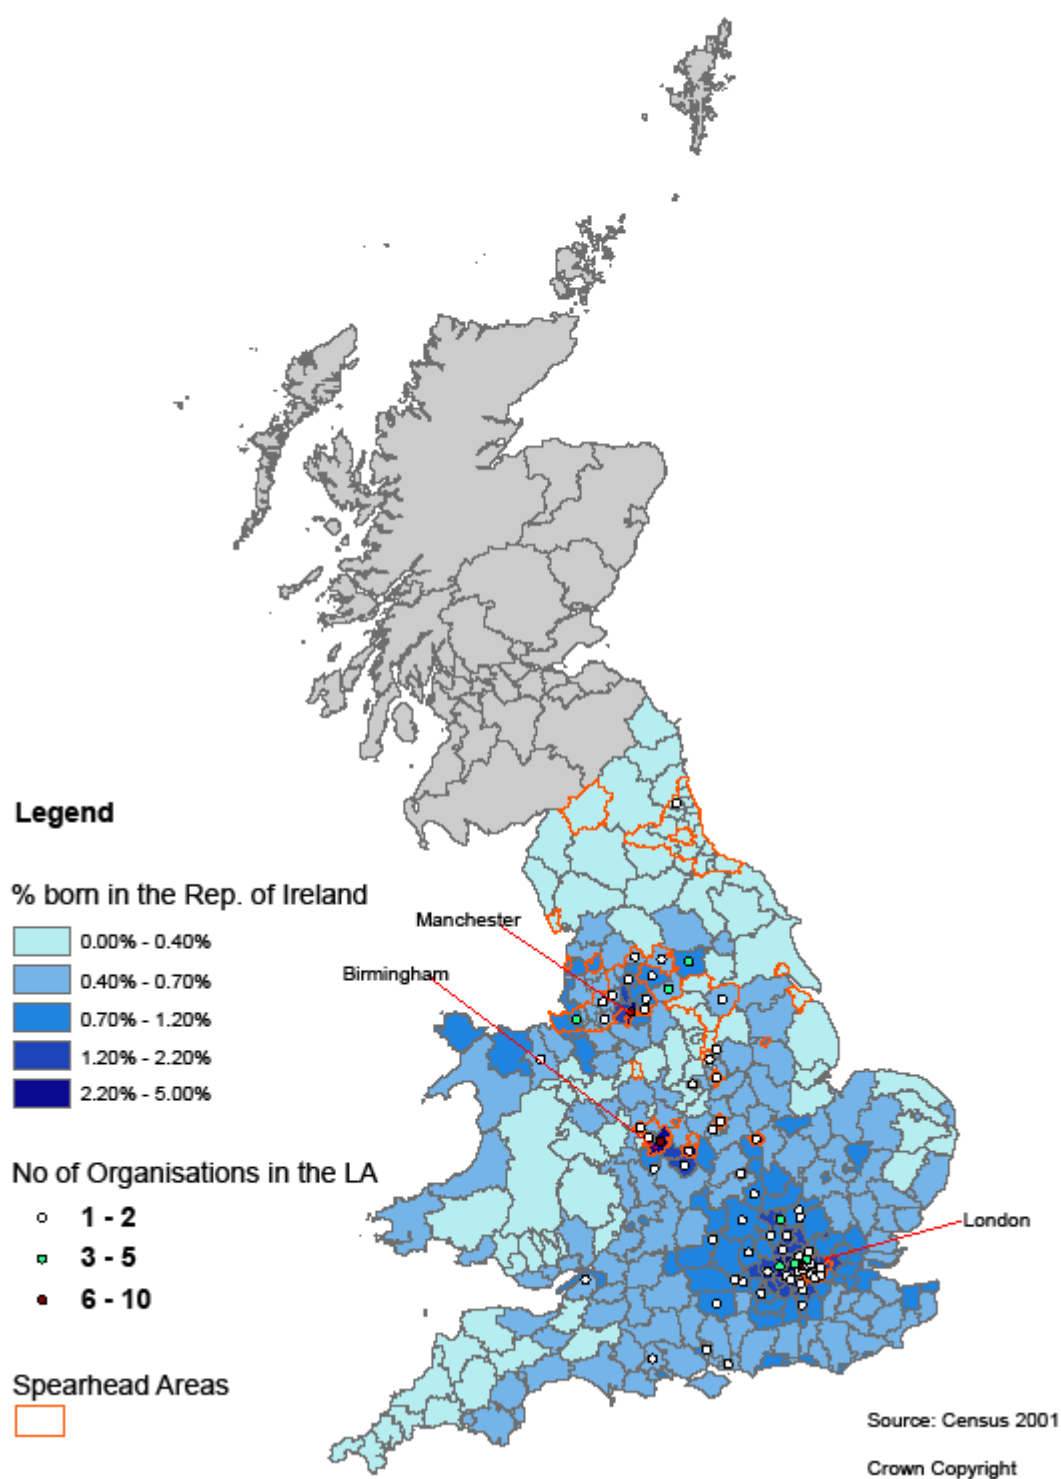 Legend
% born in the Rep. of Ireland
0.00% - 0.40%
0.40% - 0.70%
0.70% - 1.20%
1.20% - 2.20%
2.20% - 5.00%
No of Organisations in the LA
1 - 2
3 - 5
6 - 10
Spearhead Areas
Manchester
Birmingham
London
Source: Census 2001
Crown Copyright